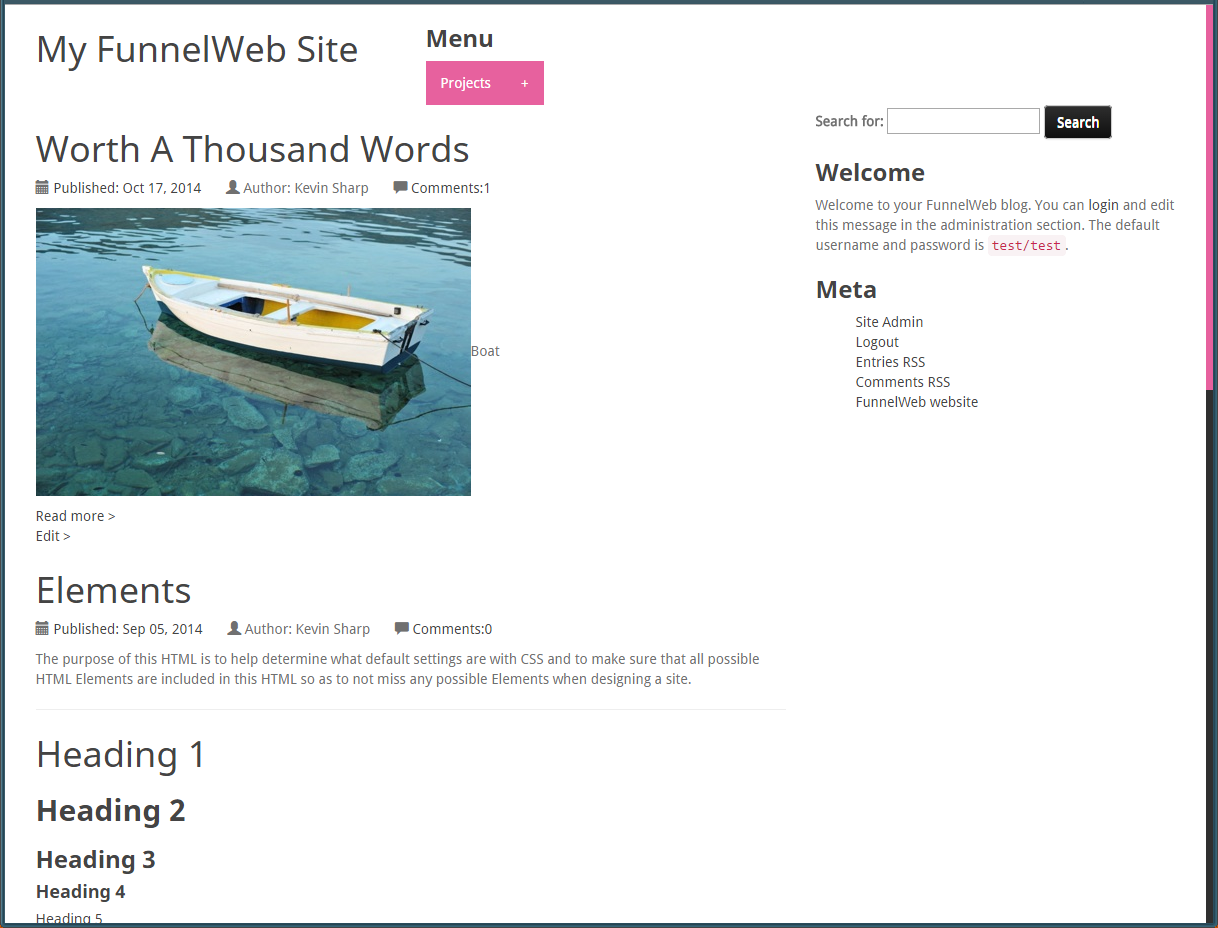 My FunnelWeb Site
Menu
Projects +
Search for: Search
Worth A Thousand Words
Published: Oct 17, 2014 Author: Kevin Sharp Comments:1
Boat
Read more >
Edit >
Welcome
Welcome to your FunnelWeb blog. You can login and edit
this message in the administration section. The default
username and password is test/test.
Meta
Site Admin
Logout
Entries RSS
Comments RSS
FunnelWeb website
Elements
Published: Sep 05, 2014 Author: Kevin Sharp Comments:0
The purpose of this HTML is to help determine what default settings are with CSS and to make sure that all possible
HTML Elements are included in this HTML so as to not miss any possible Elements when designing a site.
Heading 1
Heading 2
Heading 3
Heading 4
Heading 5